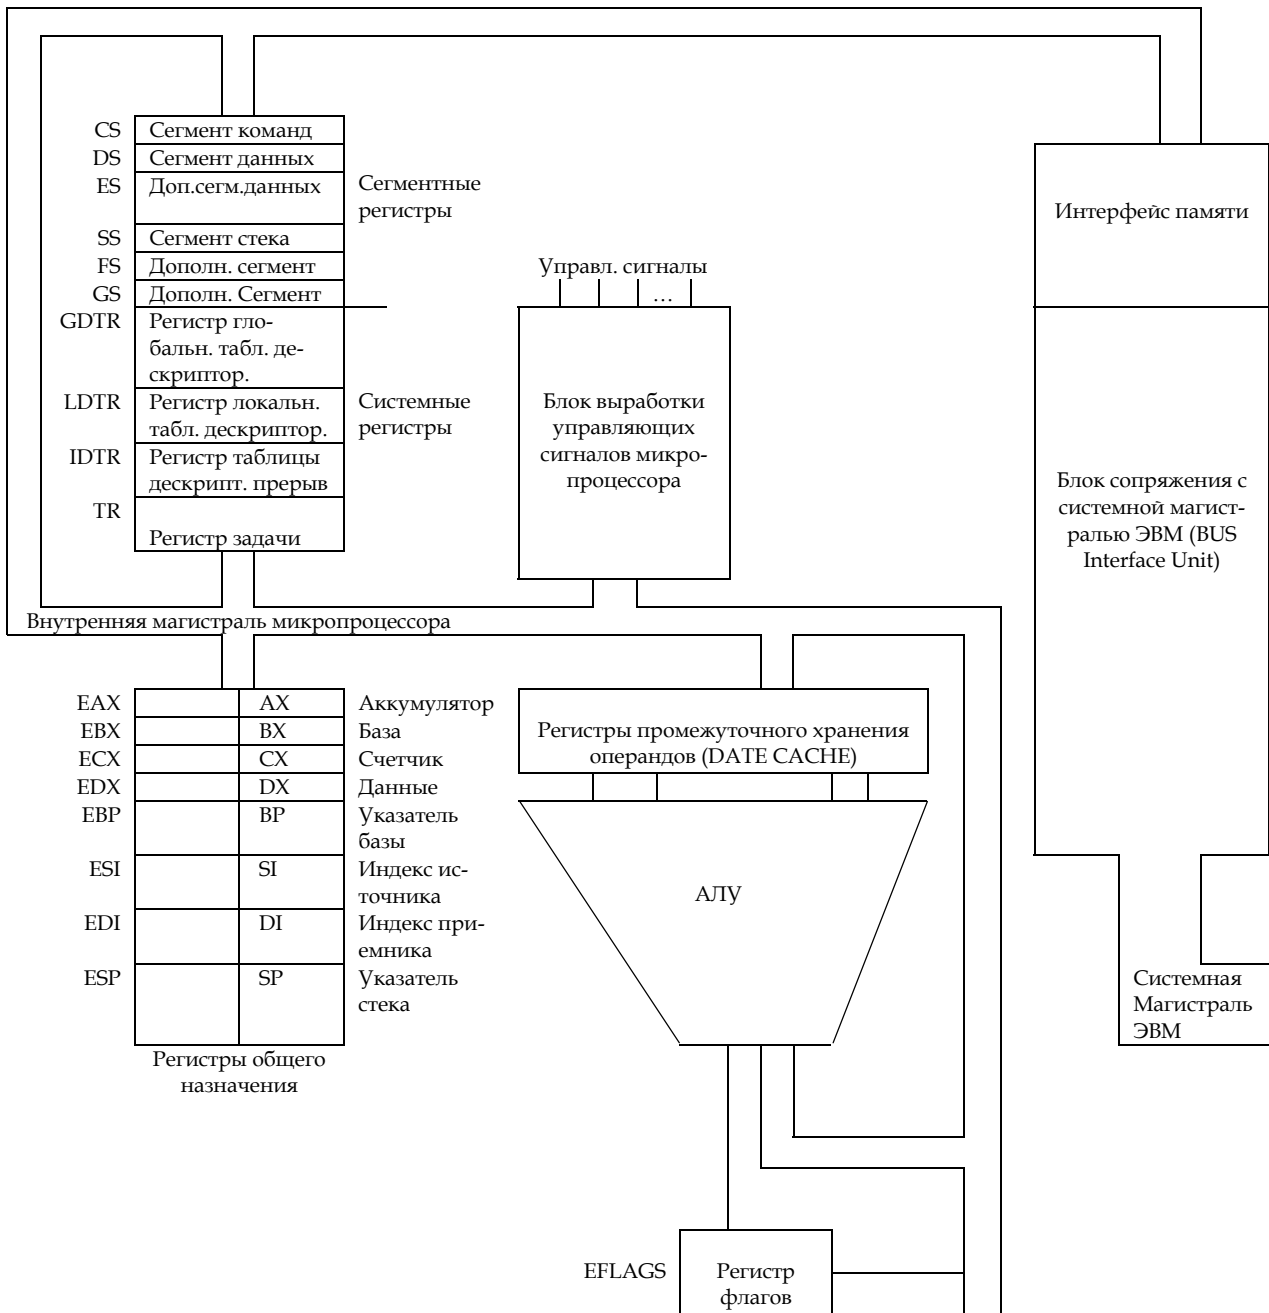 CS Сегмент команд
DS Сегмент данных
ES Доп.сегм.данных
Сегментные
регистры
SS Сегмент стека
FS Дополн. сегмент
GS Дополн. Сегмент
GDTR Регистр гло-
бальн. табл. де-
скриптор.
LDTR Регистр локальн.
табл. дескриптор.
Системные
регистры
IDTR Регистр таблицы
дескрипт. прерыв
TR
Регистр задачи
Управл. сигналы
...
Блок выработки
управляющих
сигналов микро-
процессора
Интерфейс памяти
Блок сопряжения с
системной магист-
ралью ЭВМ (BUS
Interface Unit)
Внутренняя магистраль микропроцессора
EAX AX Аккумулятор
EBX BX База
ECX CX Счетчик
EDX DX Данные
EBP BP Указатель
базы
ESI SI Индекс ис-
точника
EDI DI Индекс при-
емника
ESP SP Указатель
стека
Регистры общего
назначения
Регистры промежуточного хранения
операндов (DATE CACHE)
АЛУ
Системная
Магистраль
ЭВМ
EFLAGS Регистр
флагов